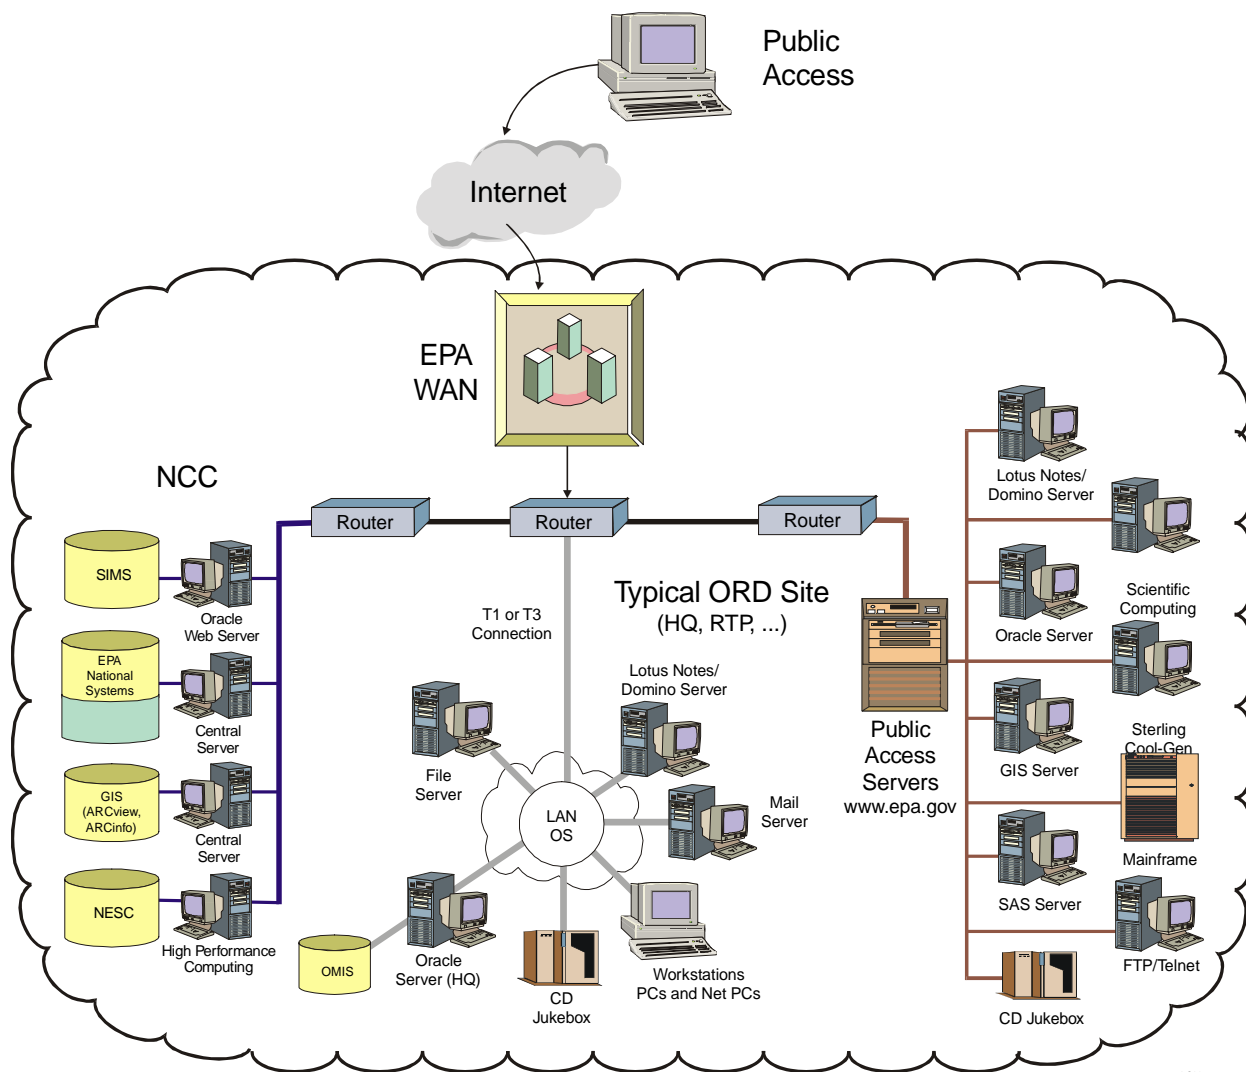 Public
Access
Internet
EPA
WAN
NCC
Router
Router
Router
SIMS
Oracle
Web Server
EPA
National
Systems
Central
Server
GIS
(ARCview,
ARCinfo)
Central
Server
NESC
High Performance
Computing
T1 or T3
Connection
Typical ORD Site
(HQ, RTP, ...)
Lotus Notes/
Domino Server
File
Server
LAN
OS
Mail
Server
OMIS
Oracle
Server (HQ)
CD
Jukebox
Workstations
PCs and Net PCs
Public
Access
Servers
www.epa.gov
Lotus Notes/
Domino Server
Scientific
Computing
Oracle Server
GIS Server
Sterling
Cool-Gen
Mainframe
SAS Server
FTP/Telnet
CD Jukebox